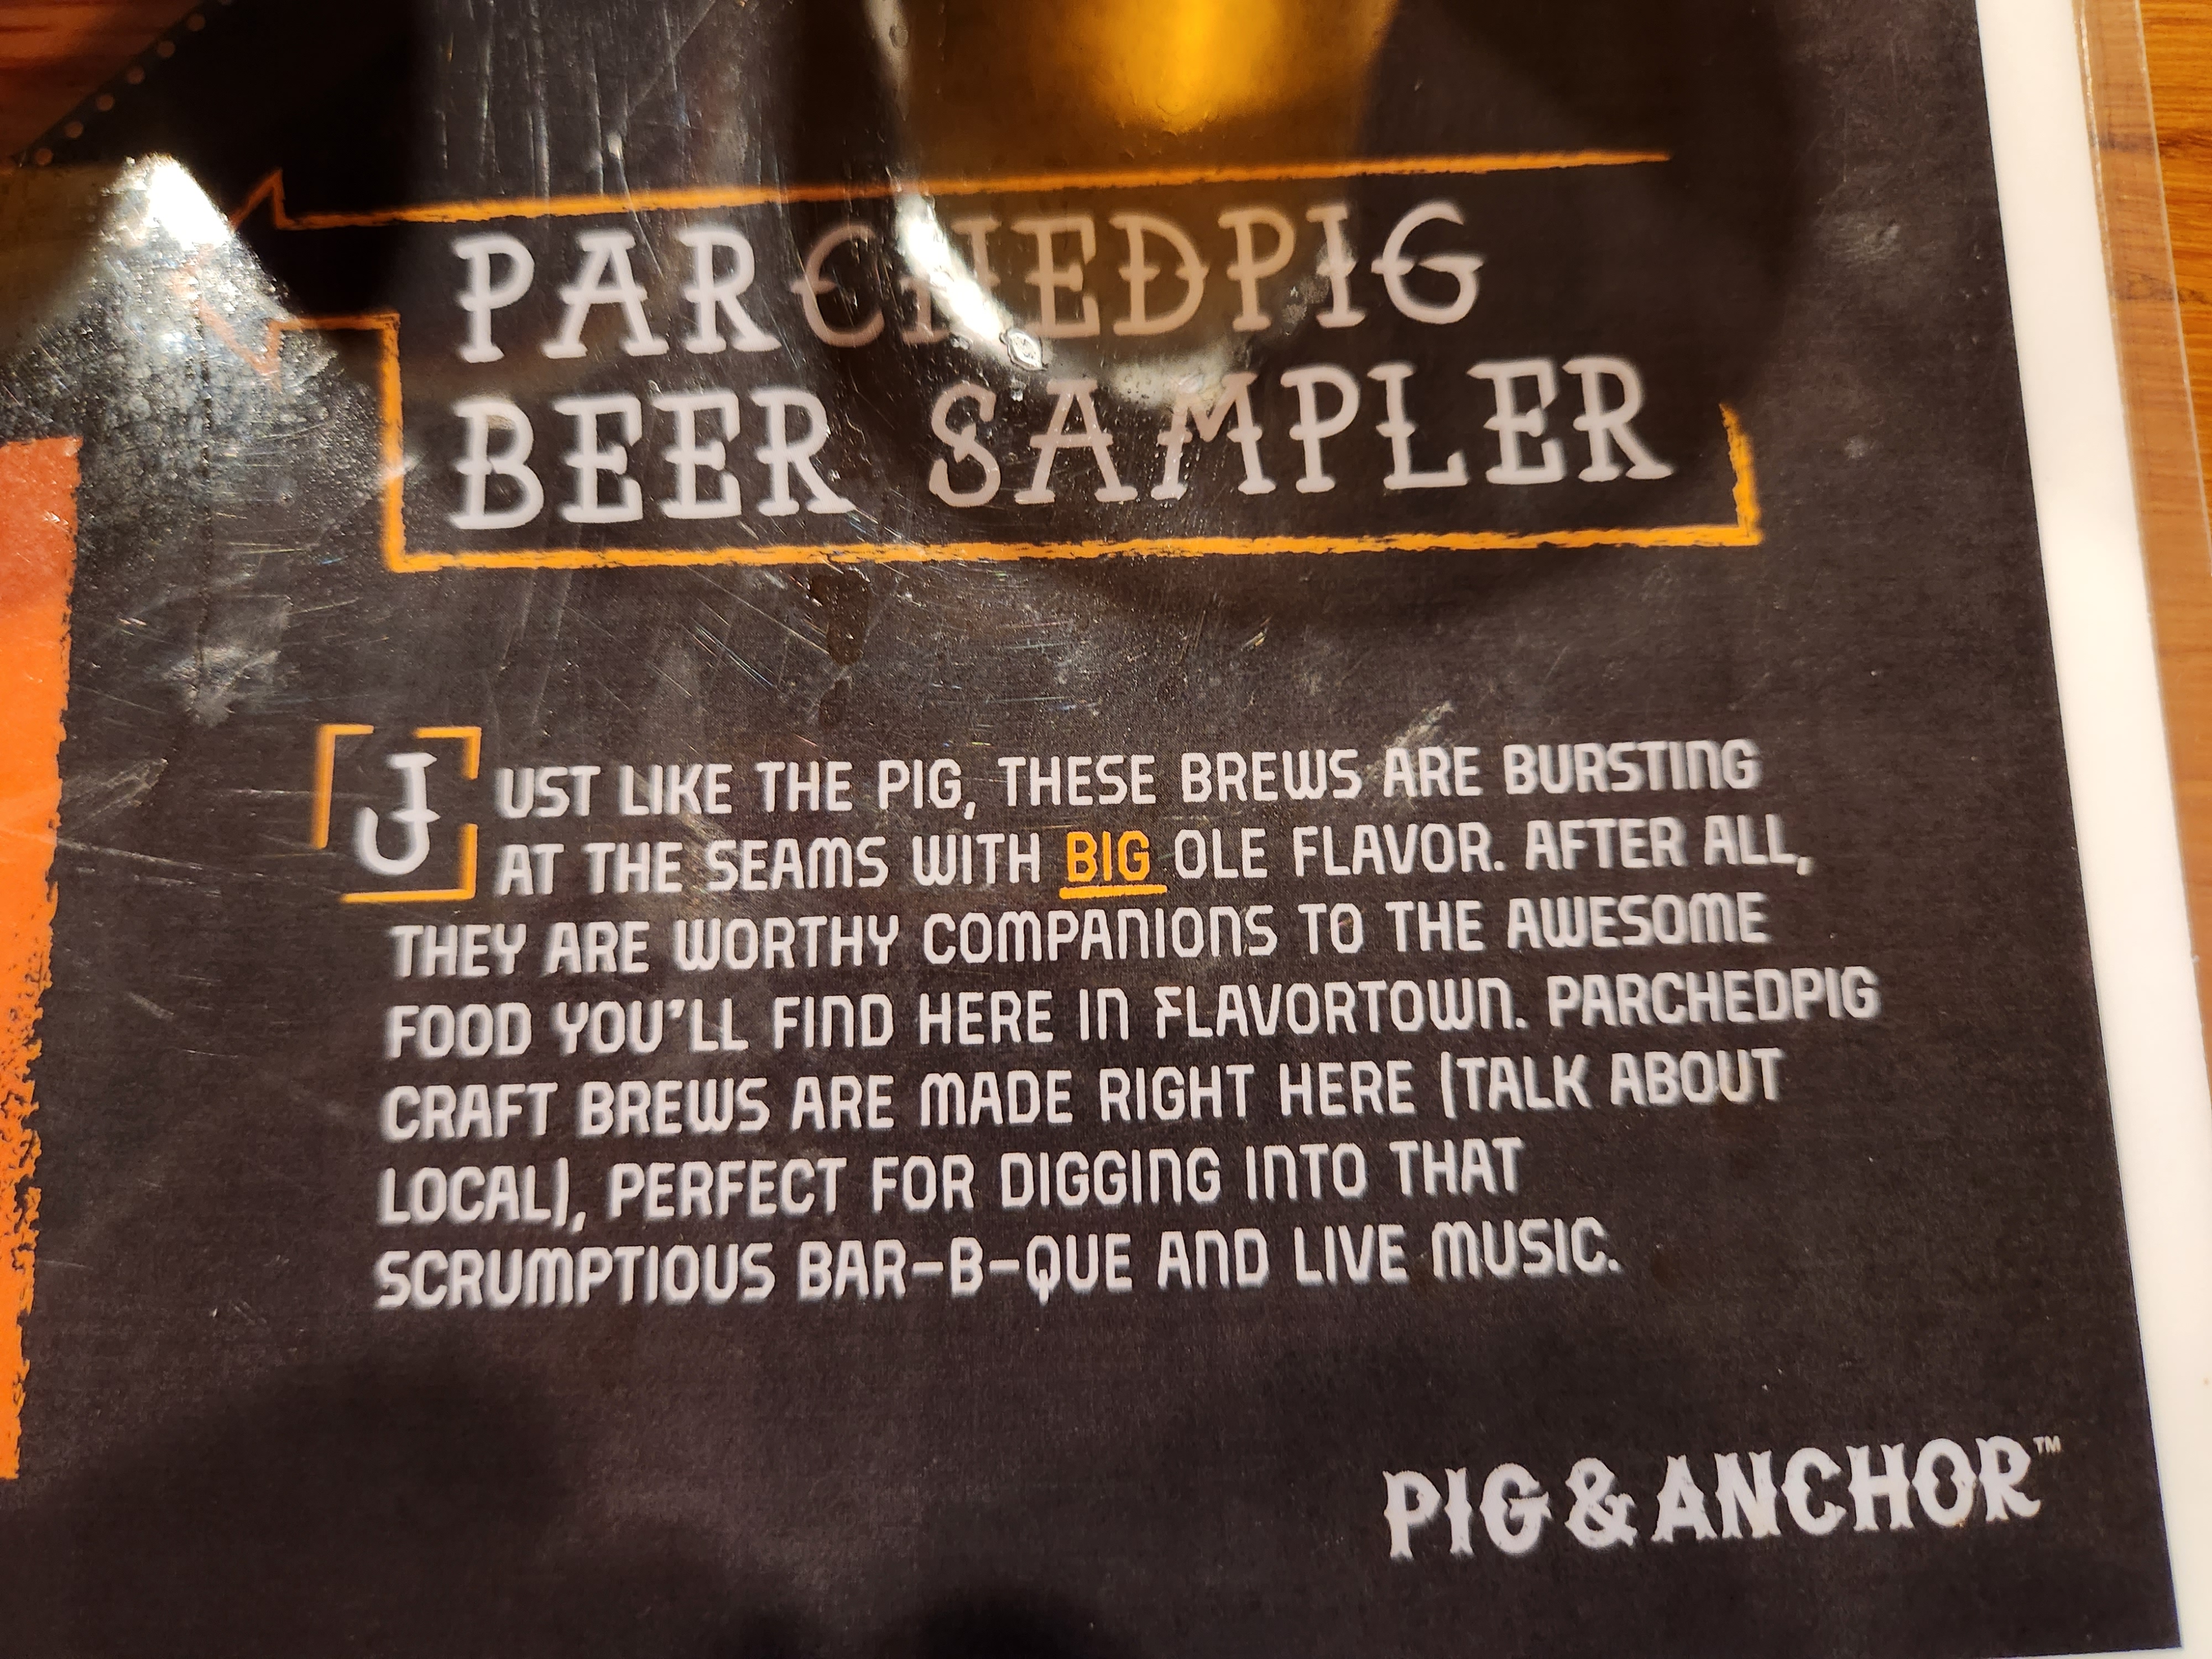 PARCHEDPIG
BEER SAMPLER
JUST LIKE THE PIG, THESE BREWS ARE BURSTING
AT THE SEAMS WITH BIG OLE FLAVOR. AFTER ALL,
THEY ARE WORTHY COMPANIONS TO THE AWESOME
FOOD YOU'LL FIND HERE IN FLAVORTOWN. PARCHEDPIG
CRAFT BREWS ARE MADE RIGHT HERE (TALK ABOUT
LOCAL), PERFECT FOR DIGGING INTO THAT
SCRUMPTIOUS BAR-B-QUE AND LIVE MUSIC.
PIG & ANCHOR™